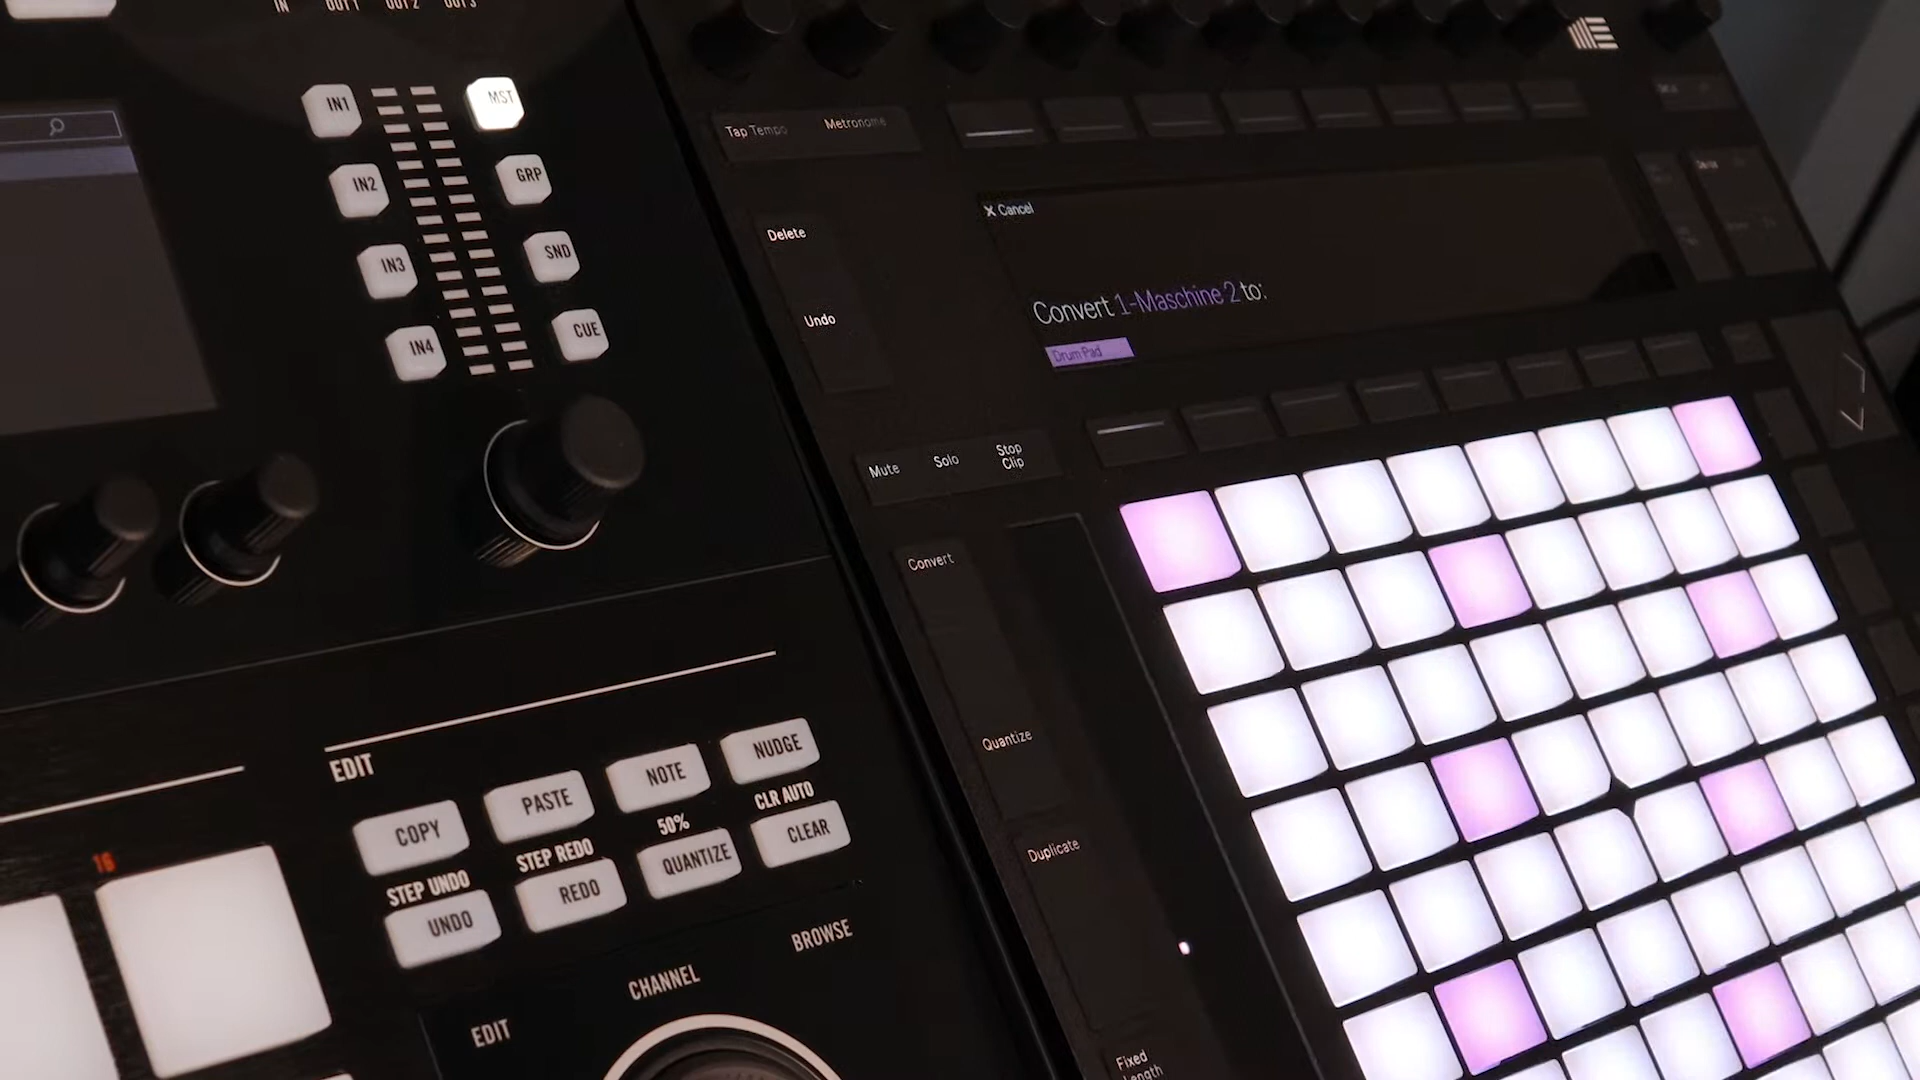 IN OUT 1 OUT 2 OUT 3
IN1
MST
IN2
GRP
IN3
SND
IN4
CUE
EDIT
COPY
PASTE
NOTE
NUDGE
STEP UNDO
STEP REDO
50%
CLR AUTO
UNDO
REDO
QUANTIZE
CLEAR
16
EDIT
CHANNEL
BROWSE
Tap Tempo
Metronome
Delete
Undo
X Cancel
Convert 1-Maschine 2 to:
Drum Pad
Mute
Solo
Stop
Clip
Convert
Quantize
Duplicate
Fixed
Length